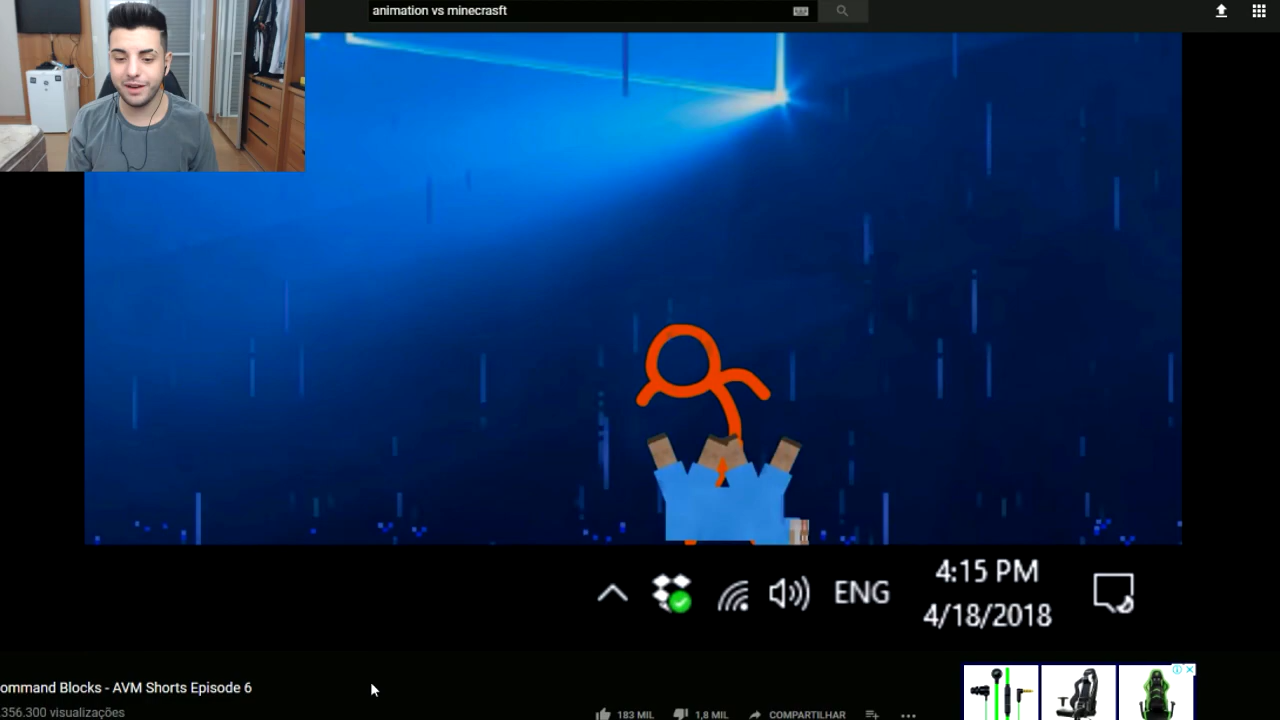 animation vs minecrasft
ENG
4:15 PM
4/18/2018
ommand Blocks - AVM Shorts Episode 6
356.300 visualizações
183 MIL
1,8 MIL
COMPARTILHAR